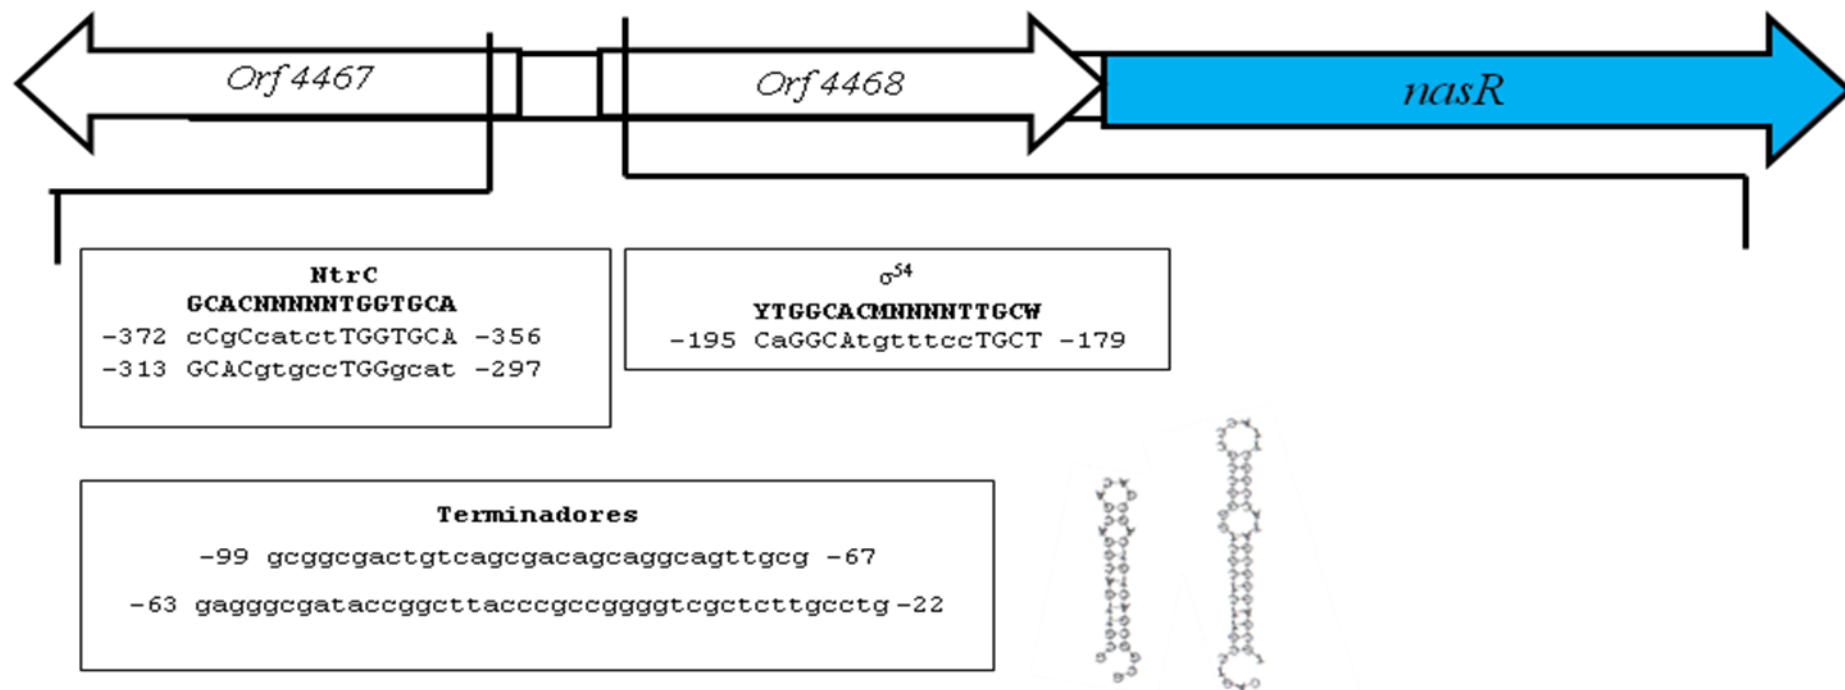 Orf 4467
Orf 4468
nasR
NtrC
GCACNNNNNTGGTGCA
-372 cCgCcatctTGGTGCA -356
-313 GCACgtgccTGGgcat -297
σ54
YTGGCACMNNNNTTGCW
-195 CaGGCAtgtttccTGCT -179
Terminadores
-99 gcggcgactgtcagcgacagcaggcagttgcg -67
-63 gagggcgataccggcttacccgccggggtcgctcttgcctg -22